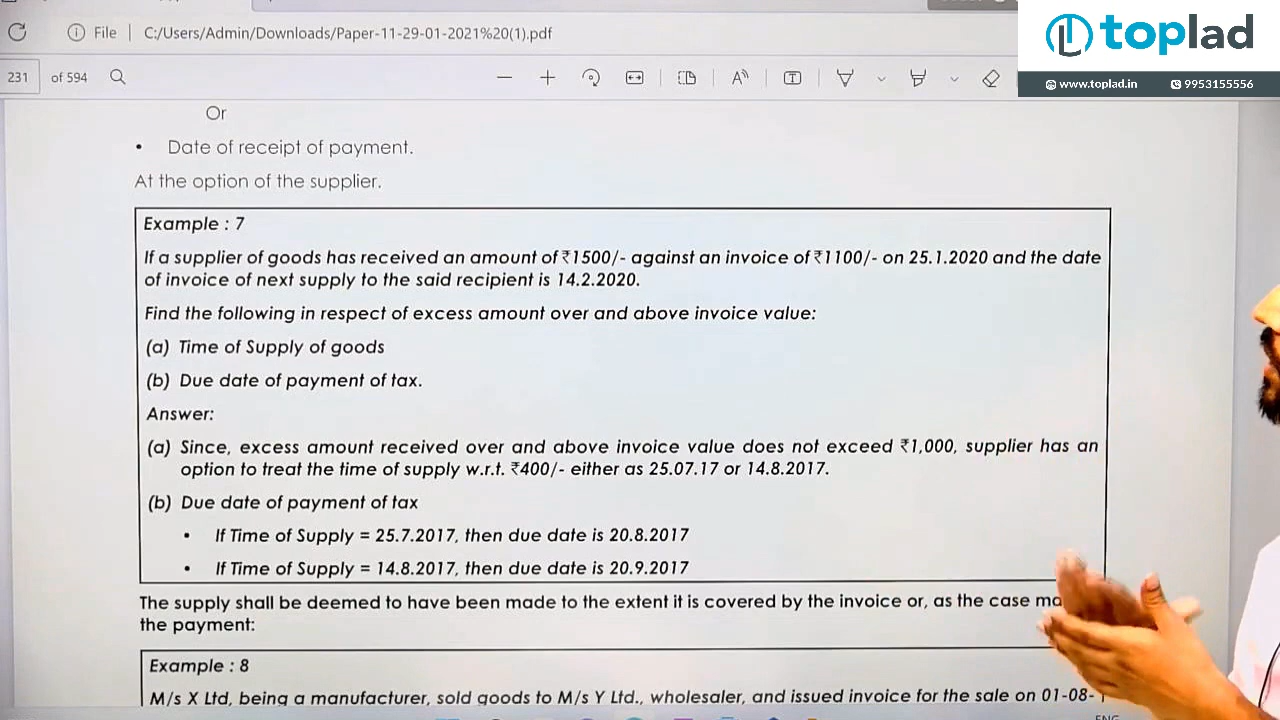 File
C:/Users/Admin/Downloads/Paper-11-29-01-2021%20(1).pdf
toplad
www.toplad.in 9953155556
231 of 594
Or
• Date of receipt of payment.
At the option of the supplier.
Example : 7
If a supplier of goods has received an amount of ₹1500/- against an invoice of ₹1100/- on 25.1.2020 and the date
of invoice of next supply to the said recipient is 14.2.2020.
Find the following in respect of excess amount over and above invoice value:
(a) Time of Supply of goods
(b) Due date of payment of tax.
Answer:
(a) Since, excess amount received over and above invoice value does not exceed ₹1,000, supplier has an
option to treat the time of supply w.r.t. ₹400/- either as 25.07.17 or 14.8.2017.
(b) Due date of payment of tax
• If Time of Supply = 25.7.2017, then due date is 20.8.2017
• If Time of Supply = 14.8.2017, then due date is 20.9.2017
The supply shall be deemed to have been made to the extent it is covered by the invoice or, as the case
the payment:
Example : 8
M/s X Ltd, being a manufacturer, sold goods to M/s Y Ltd., wholesaler, and issued invoice for the sale on 01-08-